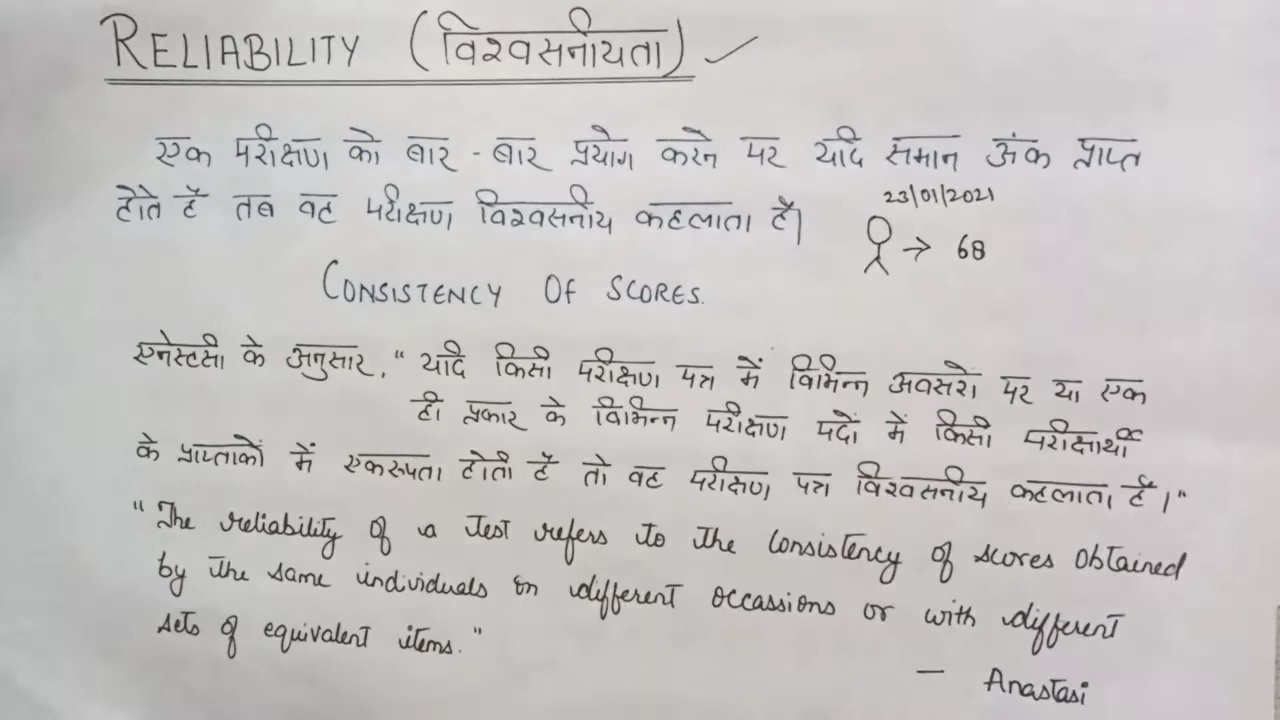 RELIABILITY (विश्वसनीयता)
एक परीक्षण को बार - बार प्रयोग करने पर यदि समान अंक प्राप्त
होते हैं तब वह परीक्षण विश्वसनीय कहलाता है।
23/01/2021
→ 68
CONSISTENCY OF SCORES.
एनेस्टसी के अनुसार, “ यदि किसी परीक्षण पत्र में विभिन्न अवसरों पर या एक
ही प्रकार के विभिन्न परीक्षण पदों में किसी परीक्षार्थी
के प्राप्ताकों में एकरूपता होती है तो वह परीक्षण पत्र विश्वसनीय कहलाता है।"
“ The reliability of a test refers to the consistency of scores obtained
by the same individuals on different occassions or with different
sets of equivalent items."
— Anastasi